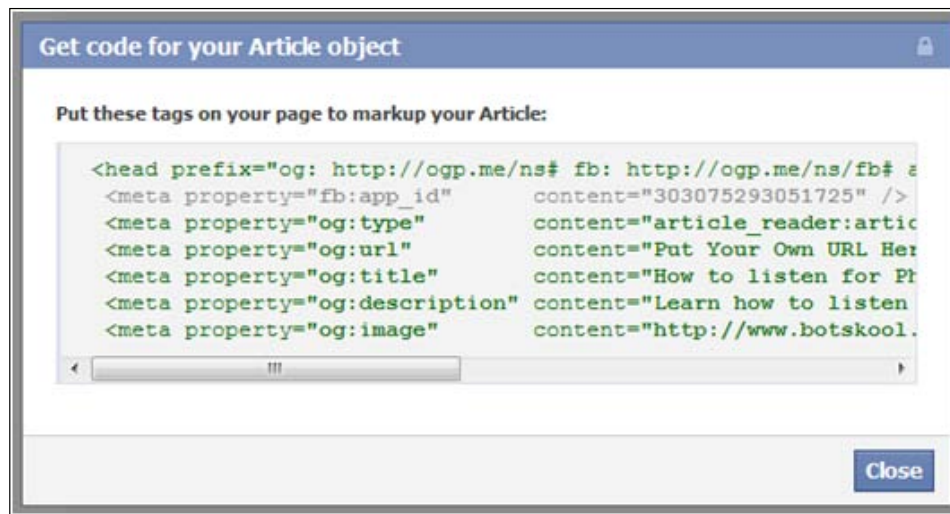 Get code for your Article object
Put these tags on your page to markup your Article:
<head prefix="og: http://ogp.me/ns# fb: http://ogp.me/ns/fb# a
<meta property="fb:app_id" content="303075293051725" />
<meta property="og:type" content="article_reader:artic
<meta property="og:url" content="Put Your Own URL Her
<meta property="og:title" content="How to listen for Ph
<meta property="og:description" content="Learn how to listen
<meta property="og:image" content="http://www.botskool.
Close